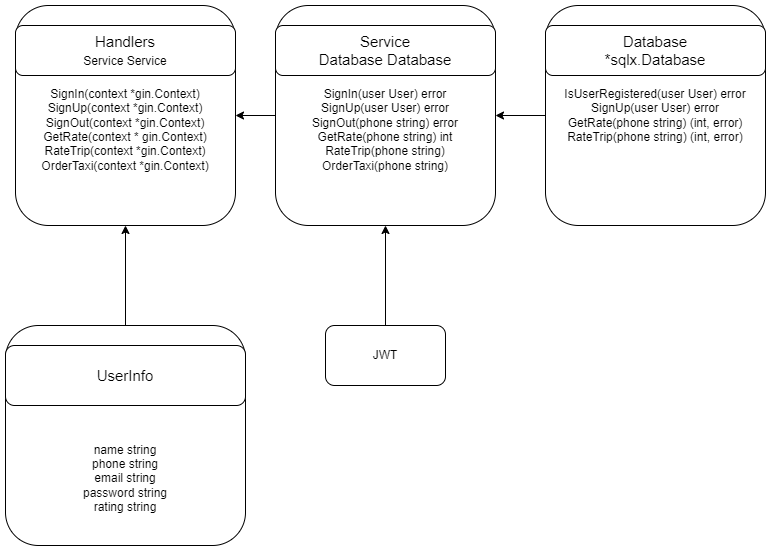 Handlers
Service Service
SignIn(context *gin.Context)
SignUp(context *gin.Context)
SignOut(context *gin.Context)
GetRate(context * gin.Context)
RateTrip(context *gin.Context)
OrderTaxi(context *gin.Context)
Service
Database Database
SignIn(user User) error
SignUp(user User) error
SignOut(phone string) error
GetRate(phone string) int
RateTrip(phone string)
OrderTaxi(phone string)
Database
*sqlx.Database
IsUserRegistered(user User) error
SignUp(user User) error
GetRate(phone string) (int, error)
RateTrip(phone string) (int, error)
UserInfo
name string
phone string
email string
password string
rating string
JWT